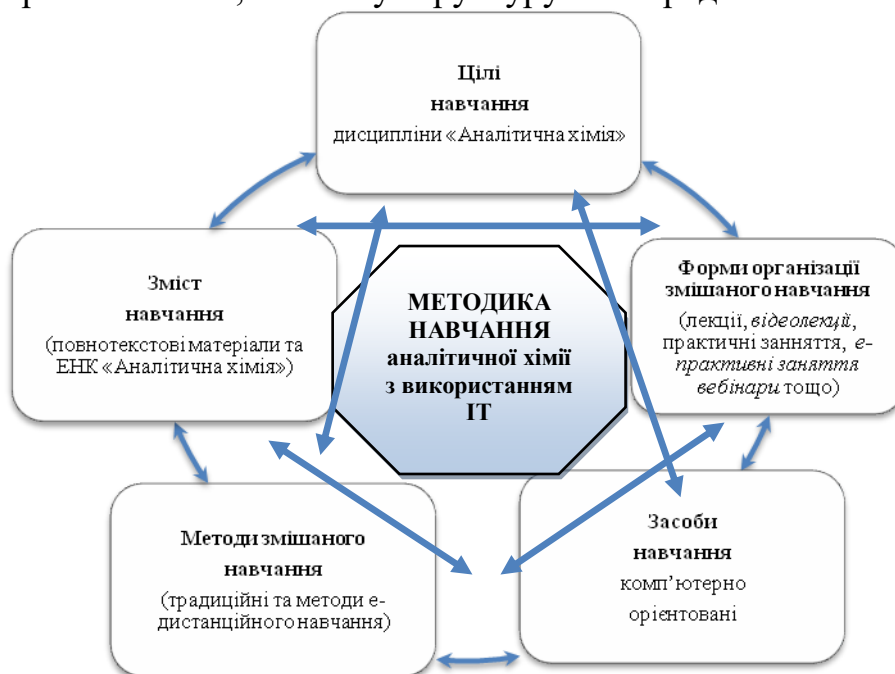 Цілі
навчання
дисципліни «Аналітична хімія»
Зміст
навчання
(повнотекстові матеріали та
ЕНК «Аналітична хімія»)
МЕТОДИКА
НАВЧАННЯ
аналітичної хімії
з використанням
ІТ
Форми організації
змішаного навчання
(лекції, відеолекції,
практичні занняття, е-
практивні заняття
вебінари тощо)
Методи змішаного
навчання
(традиційні та методи е-
дистанційного навчання)
Засоби
навчання
комп’ютерно
орієнтовані